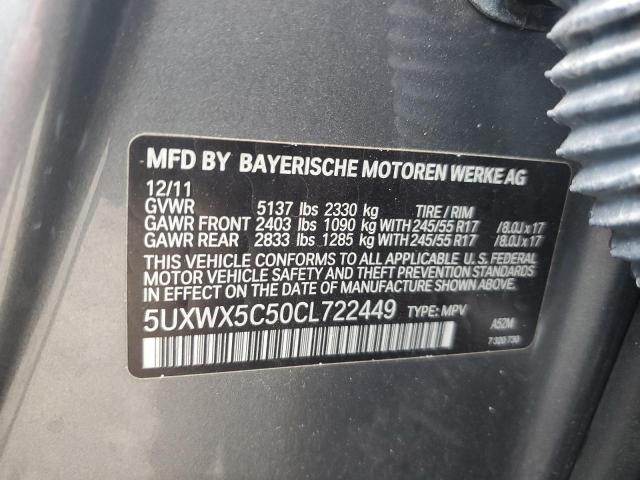 MFD BY BAYERISCHE MOTOREN WERKE AG
12/11
GVWR 5137 lbs 2330 kg TIRE / RIM
GAWR FRONT 2403 lbs 1090 kg WITH 245/55 R17 /8.0J x 17
GAWR REAR 2833 lbs 1285 kg WITH 245/55 R17 /8.0J x 17
THIS VEHICLE CONFORMS TO ALL APPLICABLE U. S. FEDERAL
MOTOR VEHICLE SAFETY AND THEFT PREVENTION STANDARDS
IN EFFECT ON THE DATE OF MANUFACTURE SHOWN ABOVE.
5UXWX5C50CL722449 TYPE: MPV
A52M
7 320 730